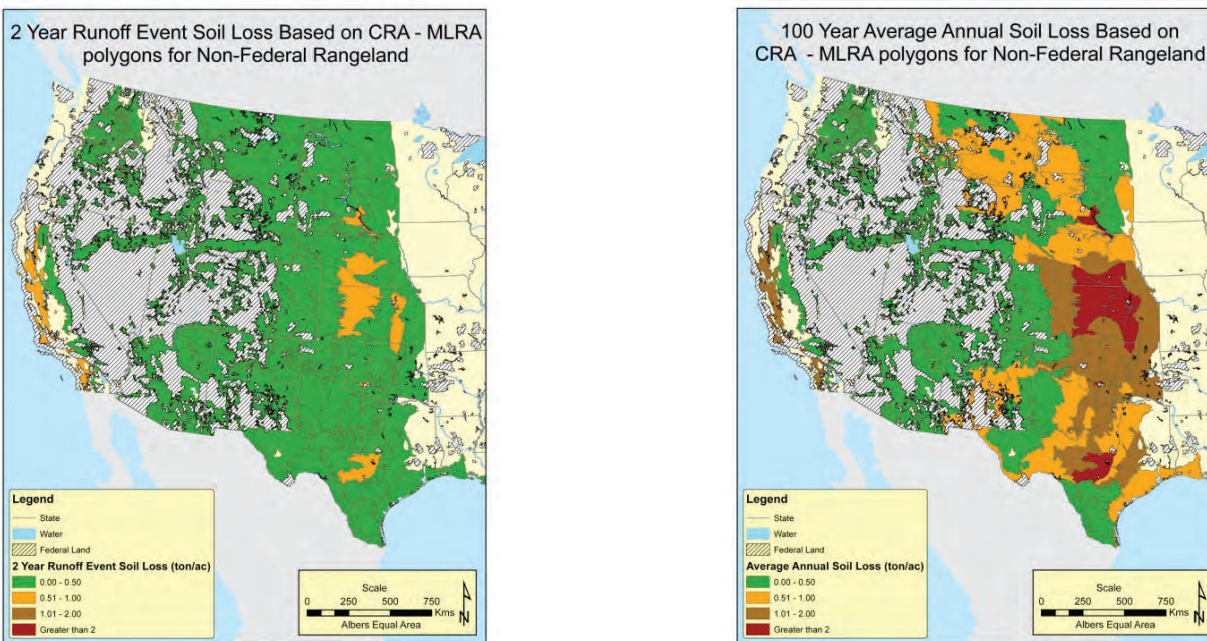 2 Year Runoff Event Soil Loss Based on CRA - MLRA
polygons for Non-Federal Rangeland
Legend
State
Water
Federal Land
2 Year Runoff Event Soil Loss (ton/ac)
0.00 - 0.50
0.51 - 1.00
1.01 - 2.00
Greater than 2
Scale
0 250 500 750
Kms
Albers Equal Area
N
100 Year Average Annual Soil Loss Based on
CRA - MLRA polygons for Non-Federal Rangeland
Legend
State
Water
Federal Land
Average Annual Soil Loss (ton/ac)
0.00 - 0.50
0.51 - 1.00
1.01 - 2.00
Greater than 2
Scale
0 250 500 750
Kms
Albers Equal Area
N